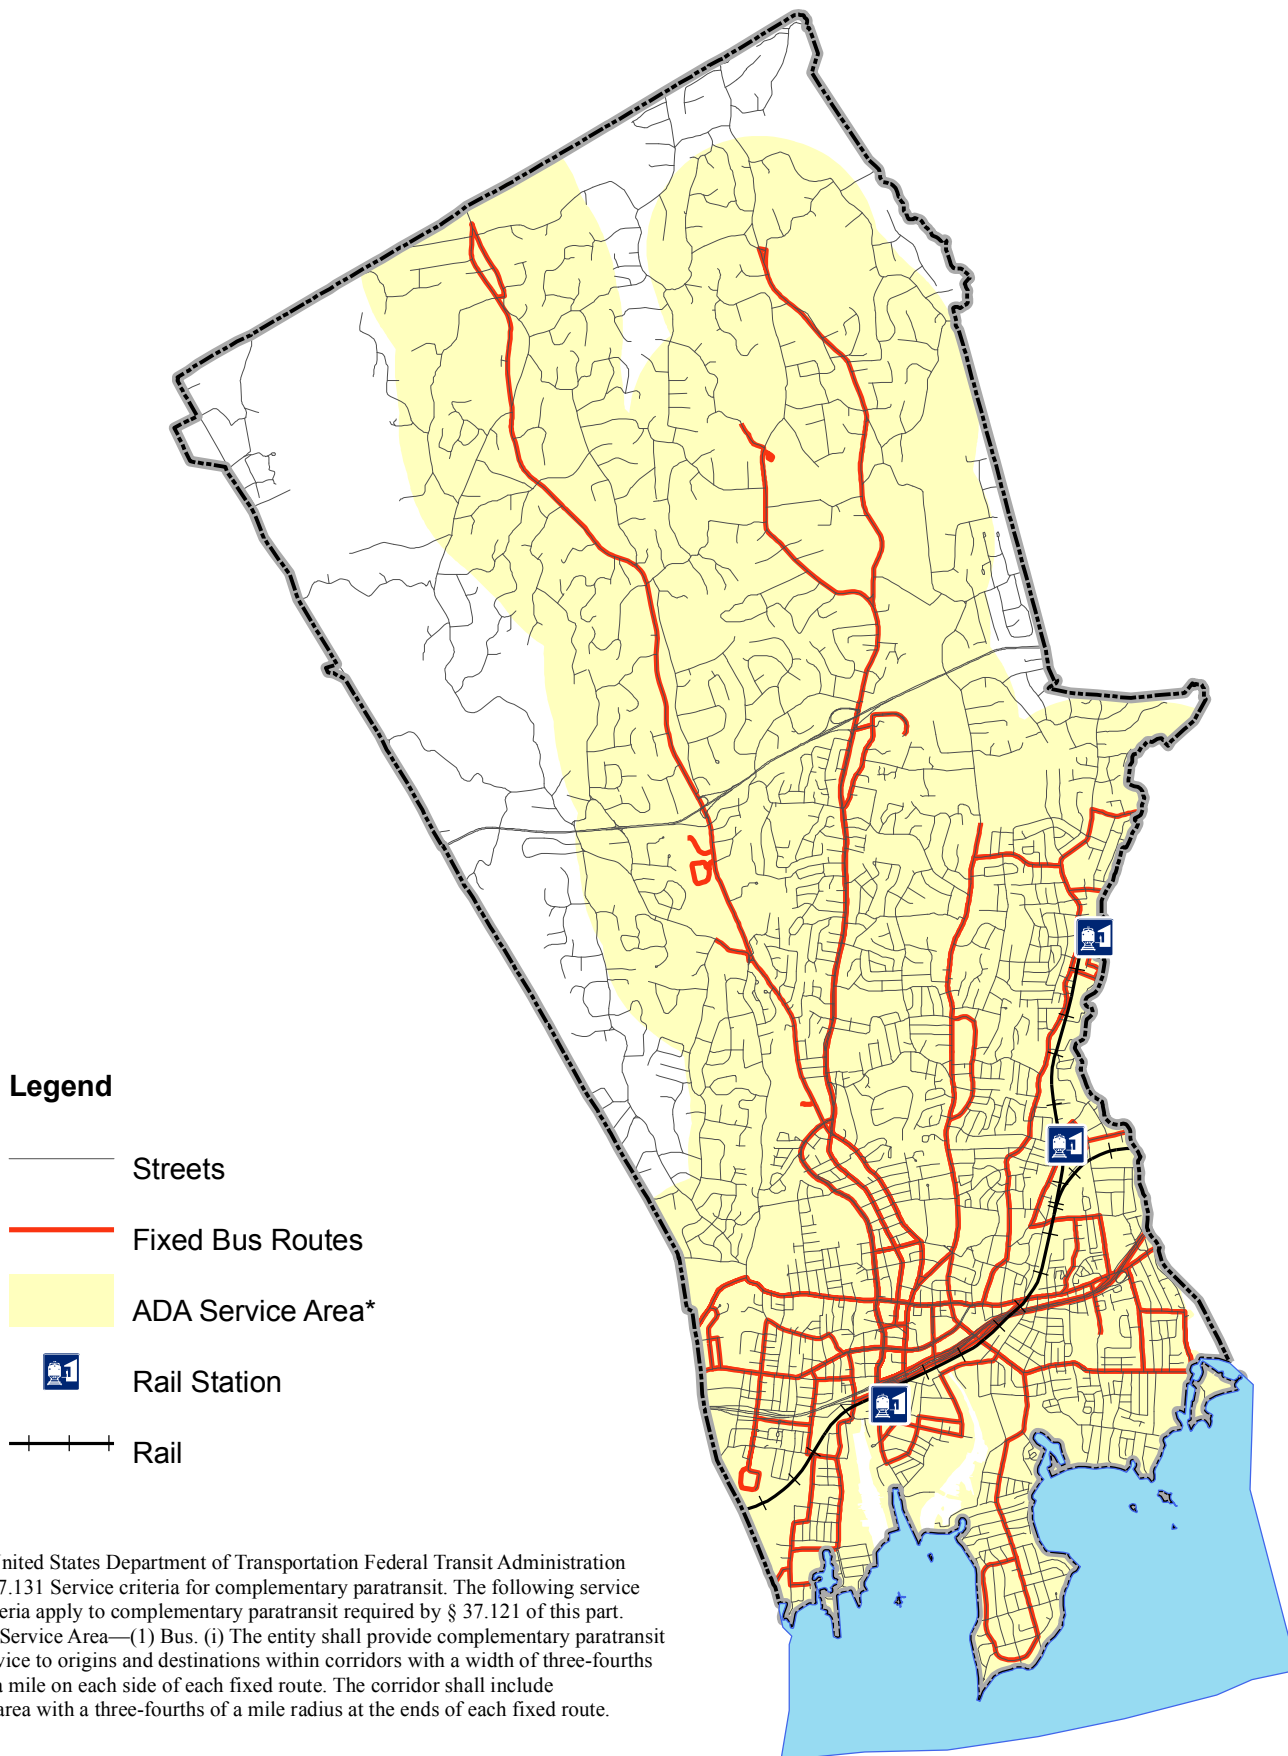 Legend
Streets
Fixed Bus Routes
ADA Service Area*
Rail Station
Rail
United States Department of Transportation Federal Transit Administration
7.131 Service criteria for complementary paratransit. The following service
eria apply to complementary paratransit required by § 37.121 of this part.
Service Area—(1) Bus. (i) The entity shall provide complementary paratransit
vice to origins and destinations within corridors with a width of three-fourths
a mile on each side of each fixed route. The corridor shall include
area with a three-fourths of a mile radius at the ends of each fixed route.